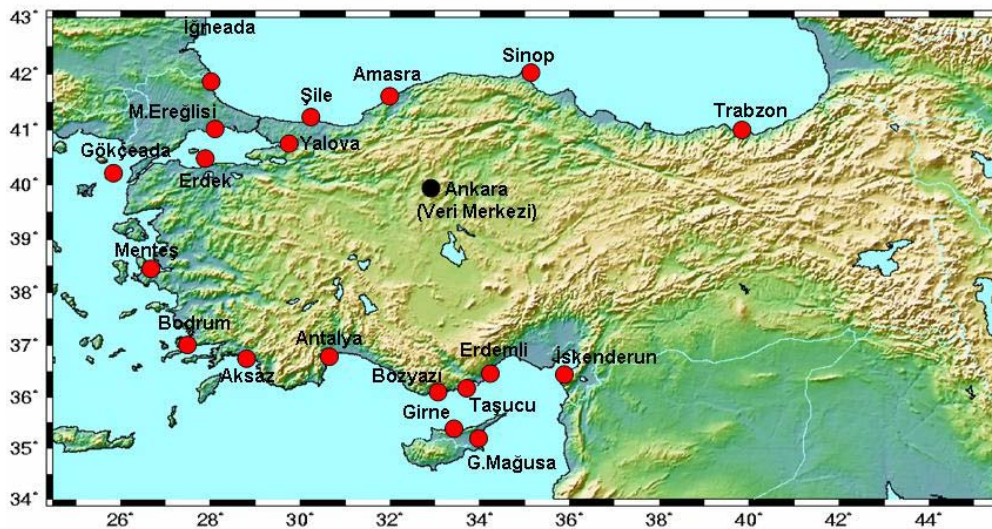 43°
42°
41°
40°
39°
38°
37°
36°
35°
34°
İğneada
Sinop
Amasra
Şile
M.Ereğlisi
Trabzon
Yalova
Gökçeada
Erdek
Ankara
(Veri Merkezi)
Menteş
Bodrum
Antalya
Erdemli
İskenderun
Aksaz
Bozyazı
Taşucu
Girne
G.Mağusa
26°
28°
30°
32°
34°
36°
38°
40°
42°
44°